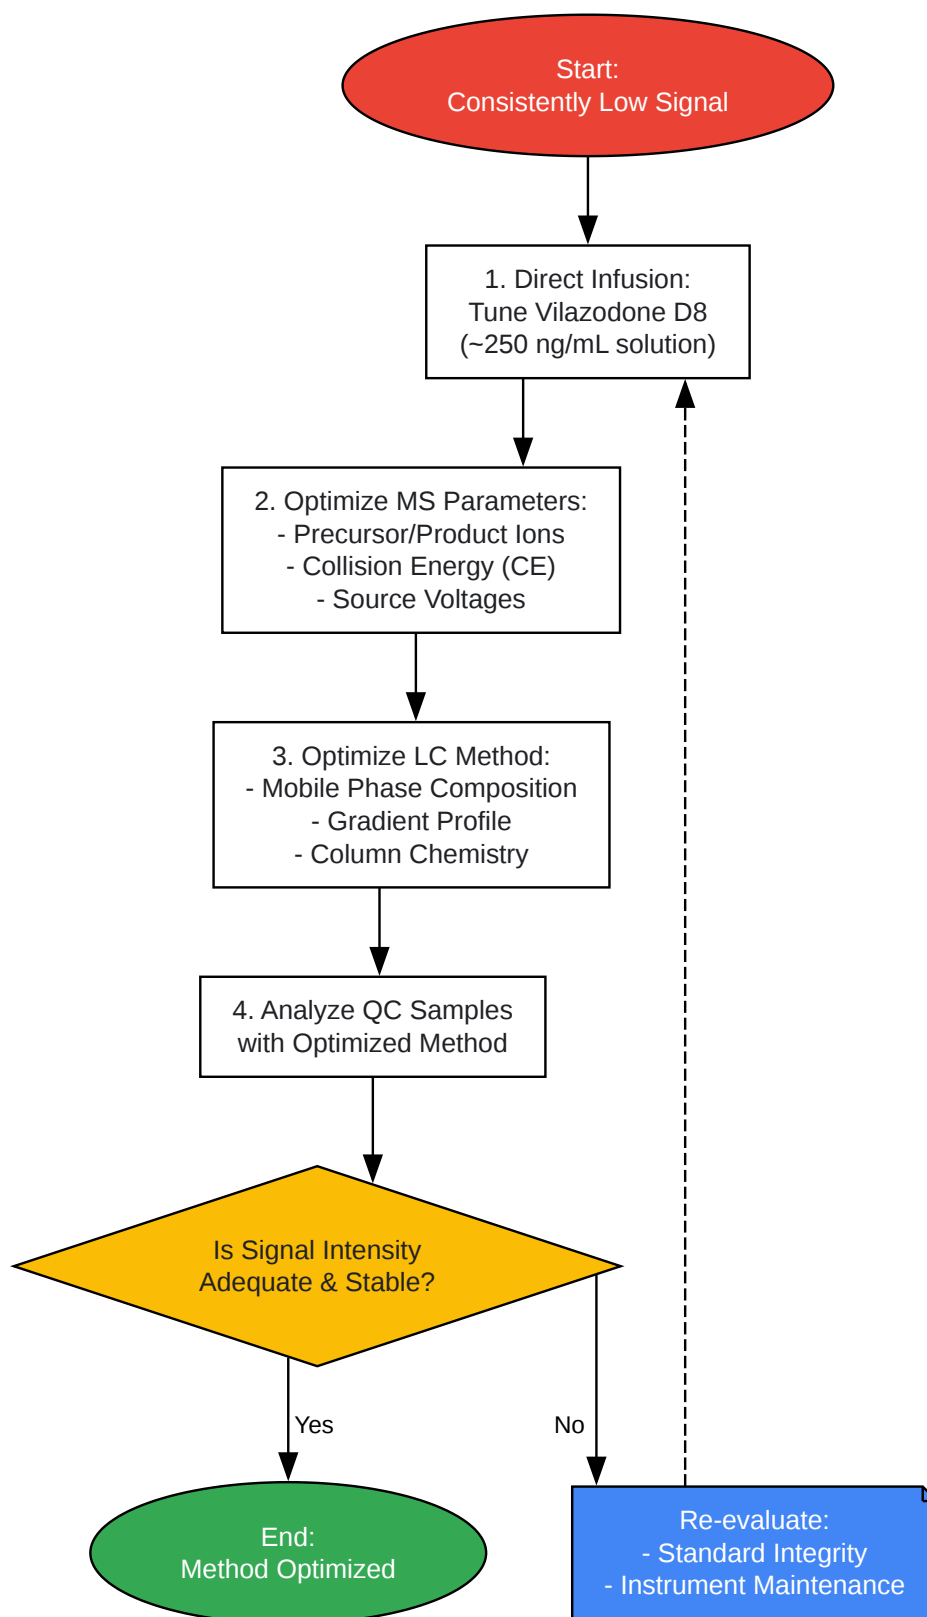 Start:
Consistently Low Signal
1. Direct Infusion:
Tune Vilazodone D8
(~250 ng/mL solution)
2. Optimize MS Parameters:
- Precursor/Product Ions
- Collision Energy (CE)
- Source Voltages
3. Optimize LC Method:
- Mobile Phase Composition
- Gradient Profile
- Column Chemistry
4. Analyze QC Samples
with Optimized Method
Is Signal Intensity
Adequate & Stable?
Yes
No
End:
Method Optimized
Re-evaluate:
- Standard Integrity
- Instrument Maintenance